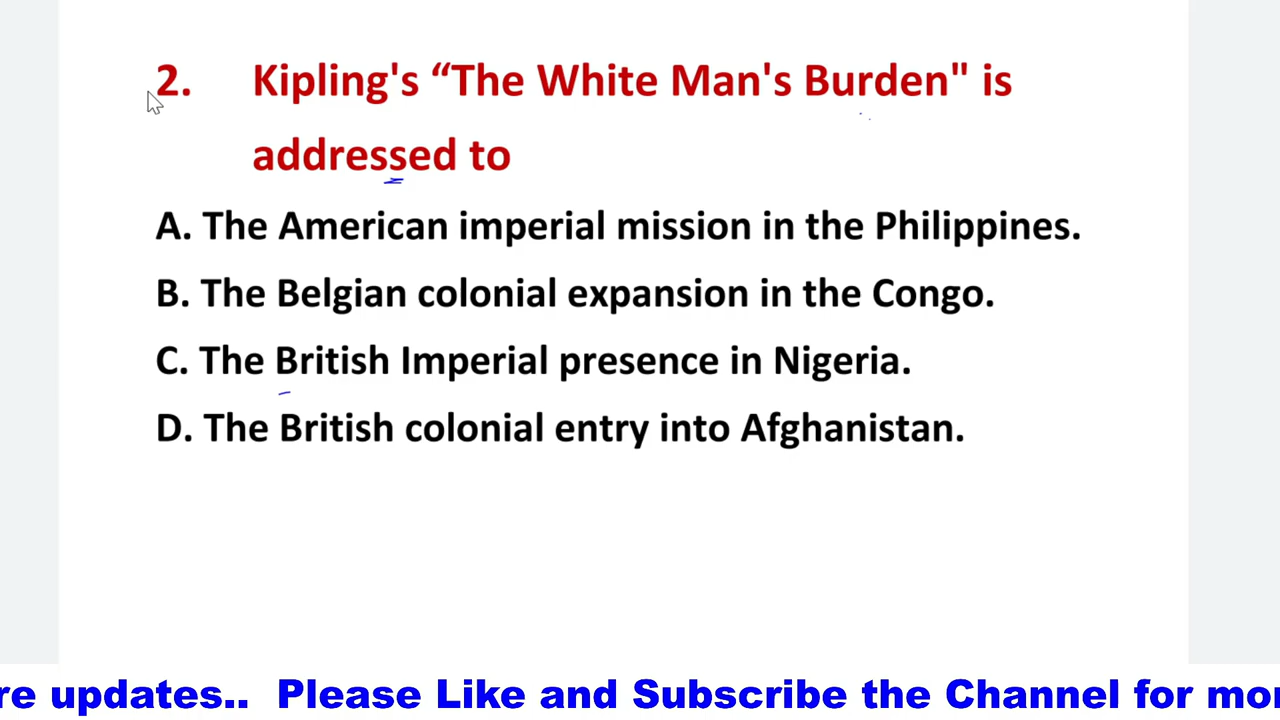 2. Kipling's “The White Man's Burden" is
addressed to
A. The American imperial mission in the Philippines.
B. The Belgian colonial expansion in the Congo.
C. The British Imperial presence in Nigeria.
D. The British colonial entry into Afghanistan.
re updates.. Please Like and Subscribe the Channel for mor